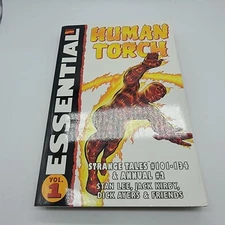 ESSENTIAL
HUMAN
TORCH
STRANGE TALES #101-134
& ANNUAL #2
STAN LEE, JACK KIRBY,
DICK AYERS & FRIENDS
VOL.
1